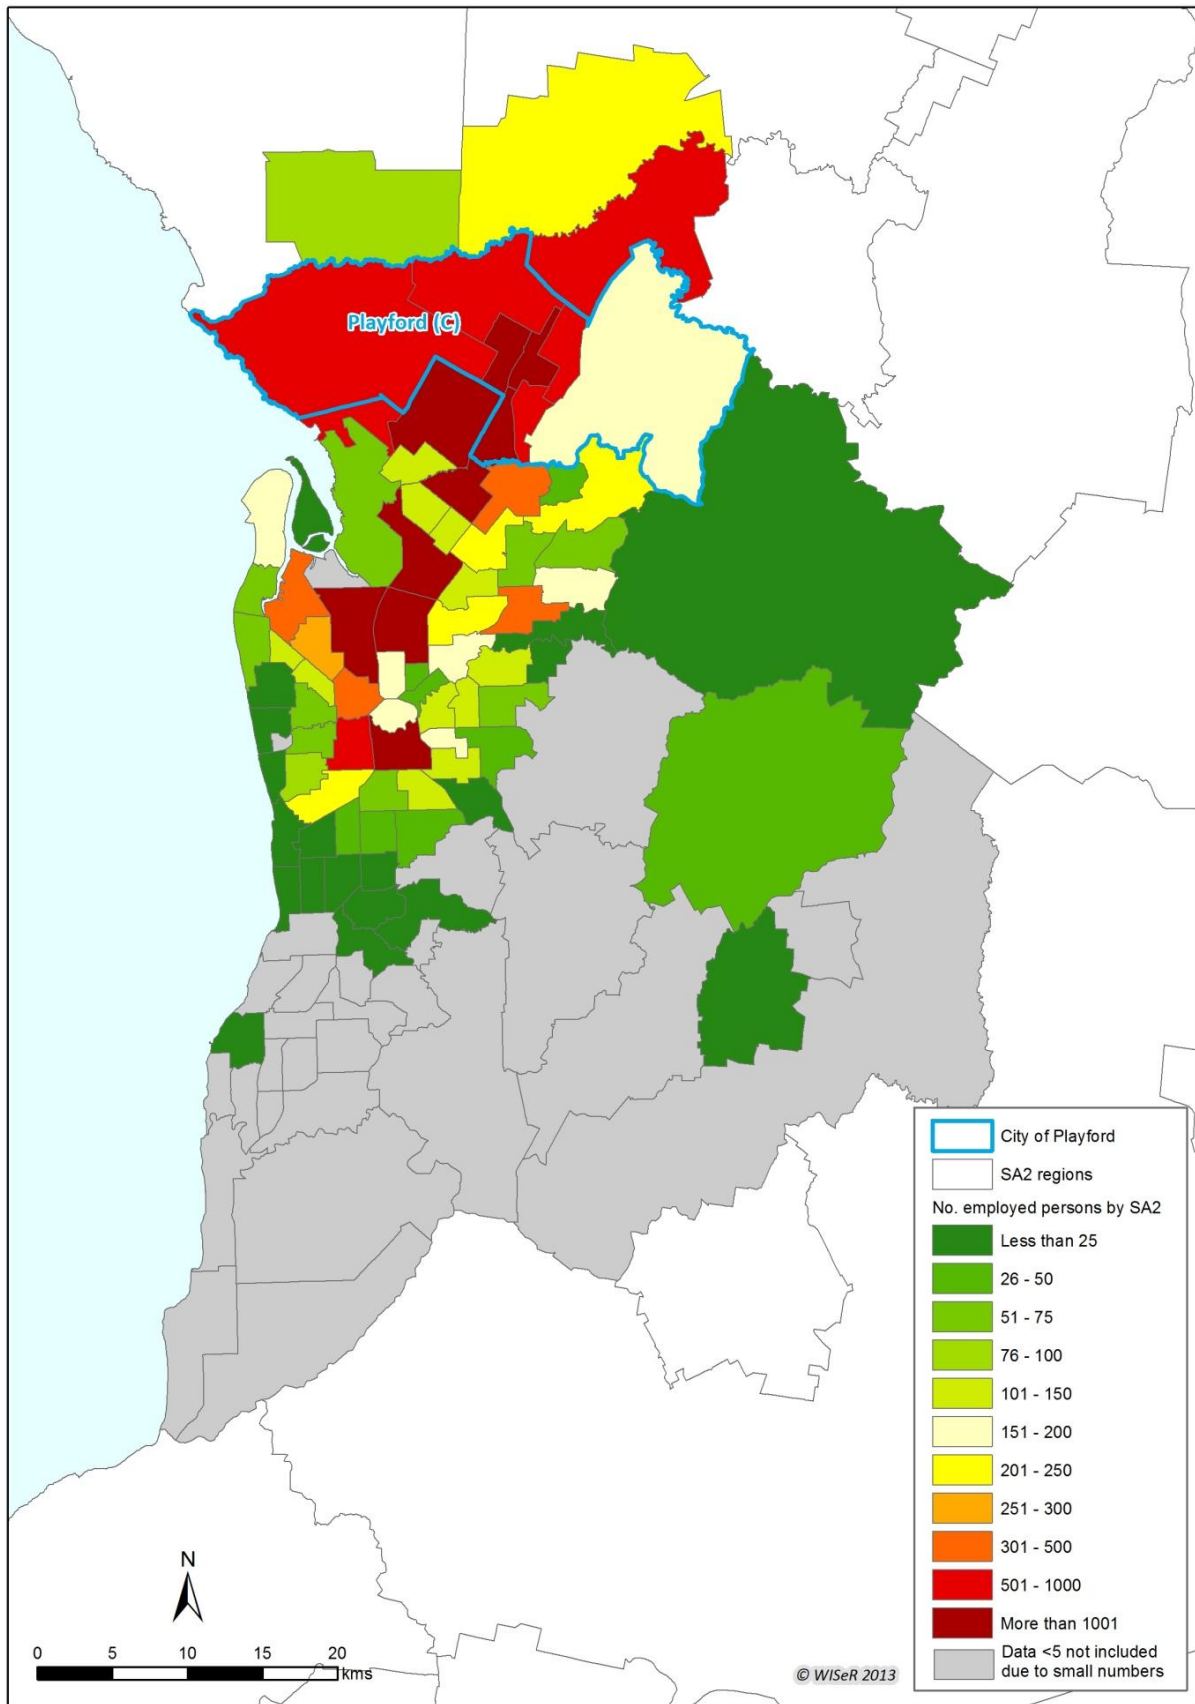 Playford (C)
City of Playford
SA2 regions
No. employed persons by SA2
Less than 25
26 - 50
51 - 75
76 - 100
101 - 150
151 - 200
201 - 250
251 - 300
301 - 500
501 - 1000
More than 1001
Data <5 not included
due to small numbers
N
0 5 10 15 20
kms
© WISeR 2013